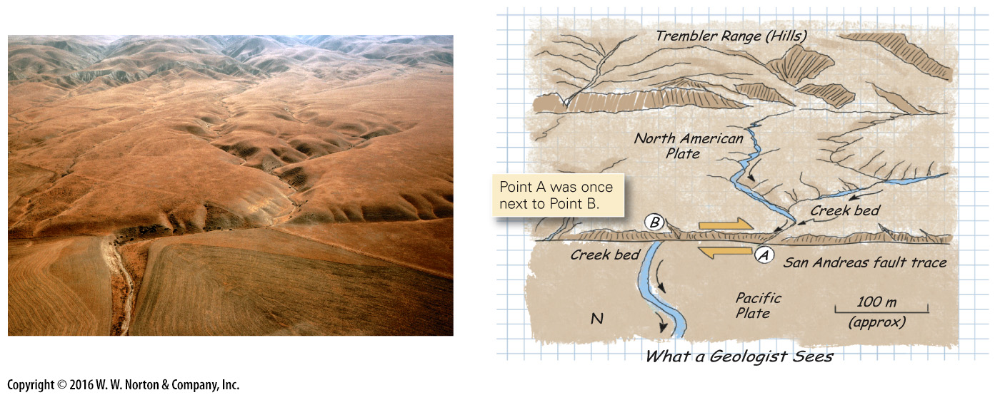 Trembler Range (Hills)
North American
Plate
Point A was once
next to Point B.
Creek bed
B
Creek bed
A
San Andreas fault trace
Pacific
Plate
100 m
(approx)
N
What a Geologist Sees
Copyright © 2016 W. W. Norton & Company, Inc.